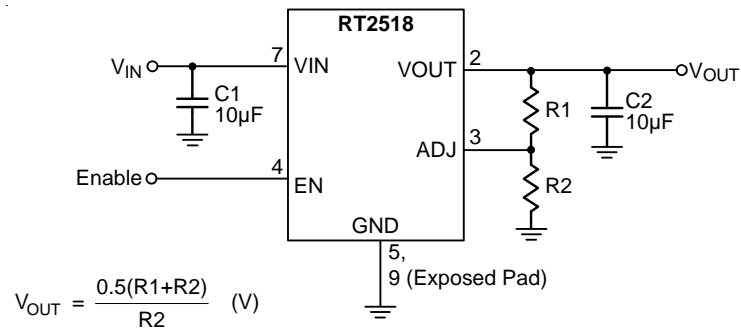 RT2518
VIN
7
VIN
C1
10µF
Enable
4
EN
VOUT
2
VOUT
R1
C2
10µF
ADJ
3
R2
GND
5,
9 (Exposed Pad)
VOUT = 0.5(R1+R2) / R2 (V)